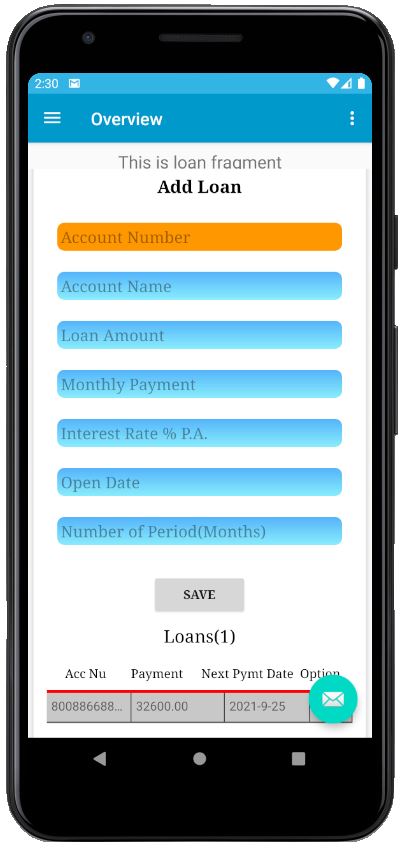 2:30
Overview
This is loan fragment
Add Loan
Account Number
Account Name
Loan Amount
Monthly Payment
Interest Rate % P.A.
Open Date
Number of Period(Months)
SAVE
Loans(1)
Acc Nu Payment Next Pymt Date Option
800886688... 32600.00 2021-9-25